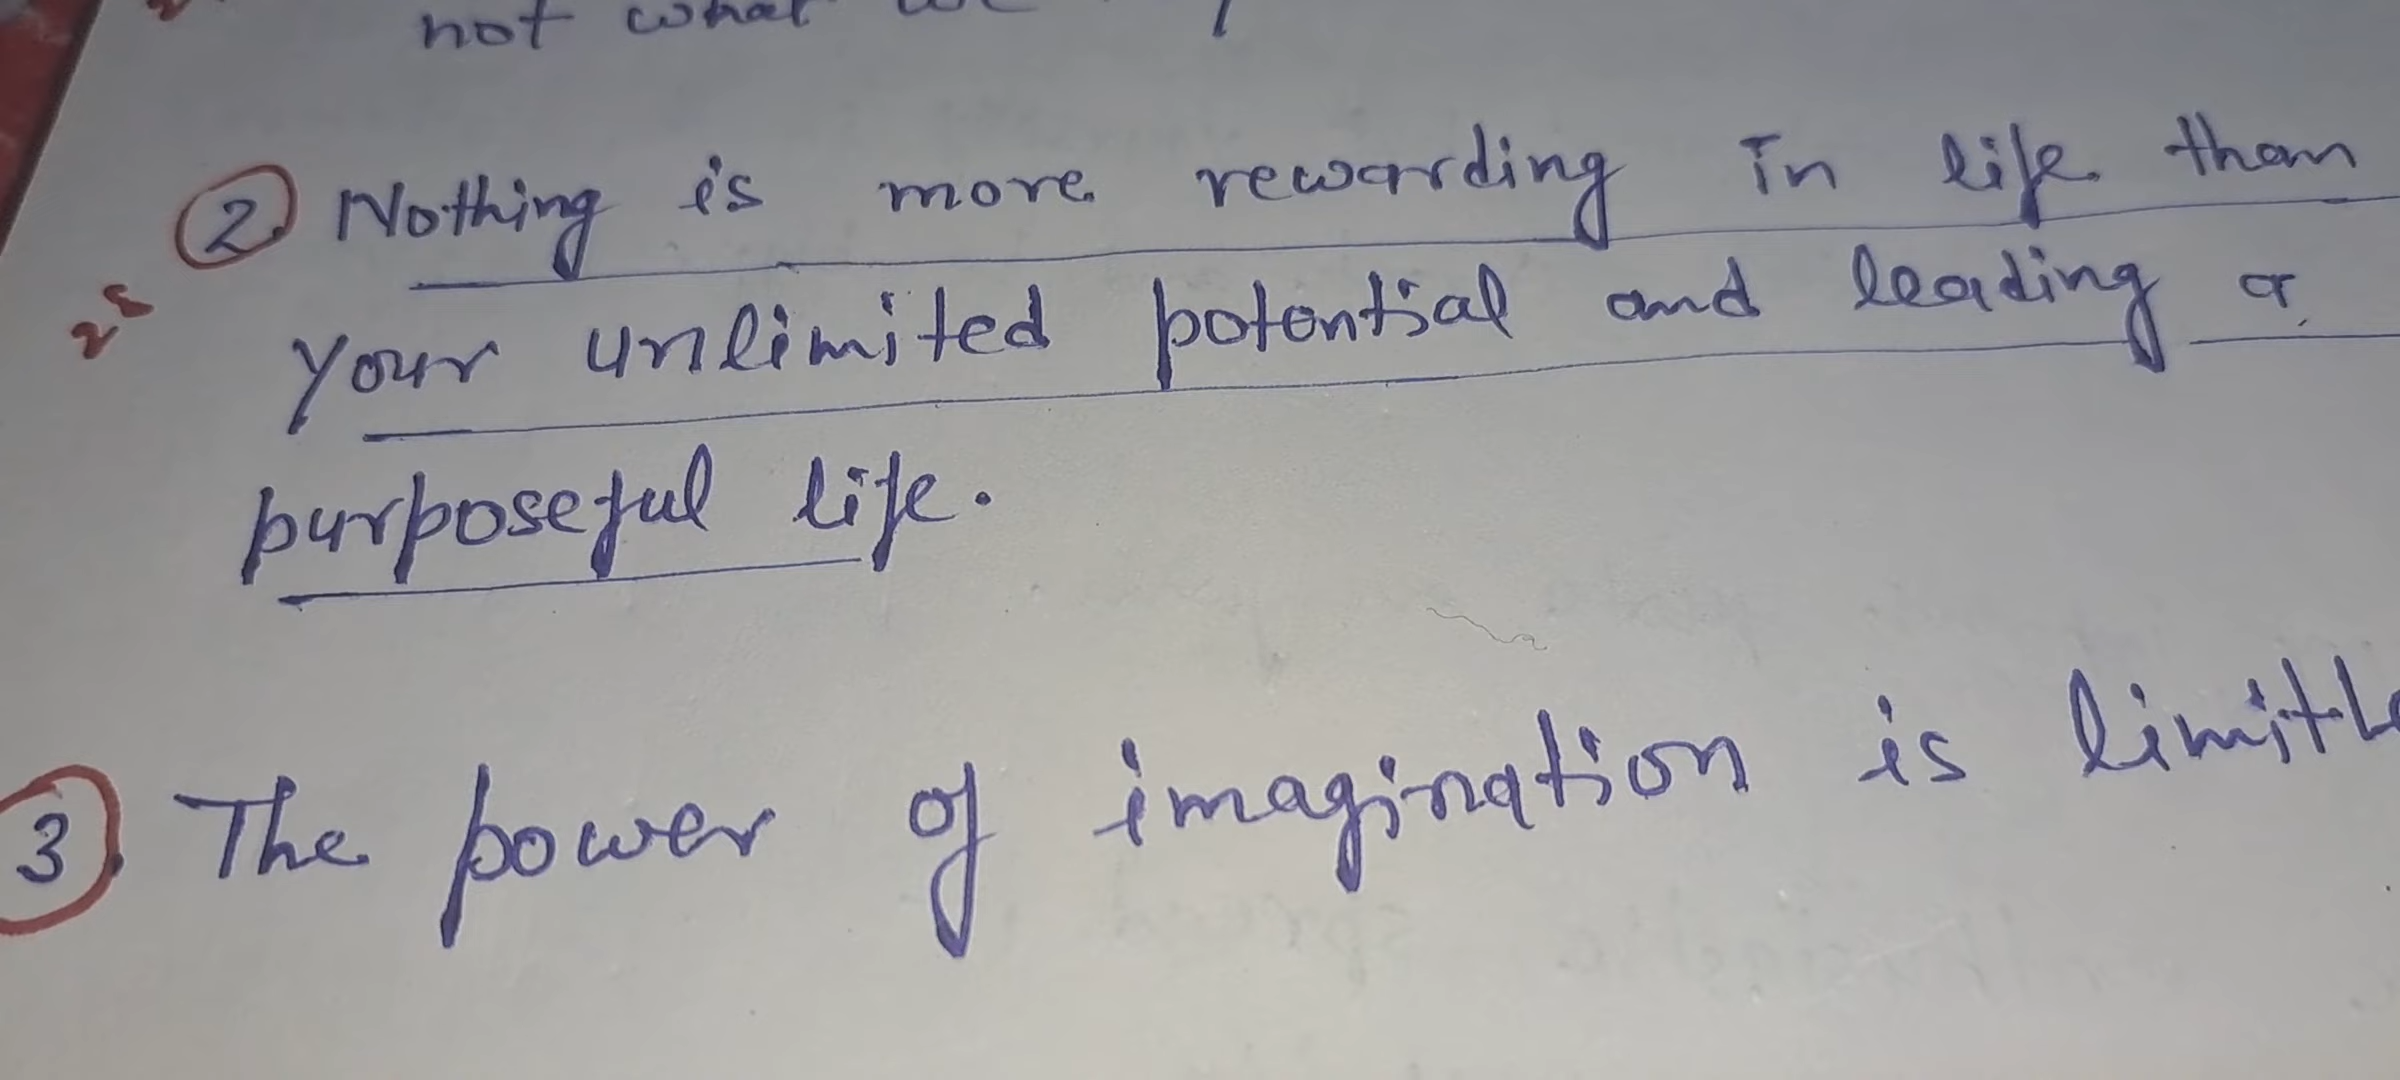 not what
2. Nothing is more rewarding in life than
your unlimited potential and leading a
purposeful life.
3. The power of imagination is limitl